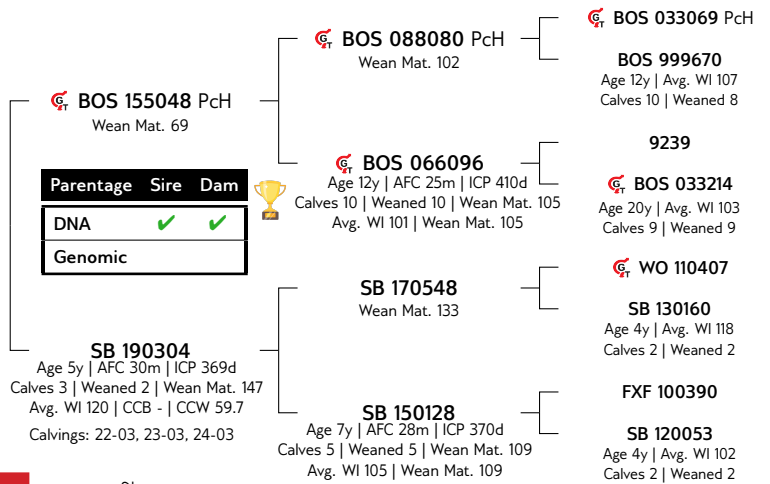 BOS 155048 PcH
Wean Mat. 69
Parentage Sire Dam
DNA ✔ ✔
Genomic
SB 190304
Age 5y | AFC 30m | ICP 369d
Calves 3 | Weaned 2 | Wean Mat. 147
Avg. WI 120 | CCB - | CCW 59.7
Calvings: 22-03, 23-03, 24-03
BOS 088080 PcH
Wean Mat. 102
BOS 066096
Age 12y | AFC 25m | ICP 410d
Calves 10 | Weaned 10 | Wean Mat. 105
Avg. WI 101 | Wean Mat. 105
SB 170548
Wean Mat. 133
SB 150128
Age 7y | AFC 28m | ICP 370d
Calves 5 | Weaned 5 | Wean Mat. 109
Avg. WI 105 | Wean Mat. 109
BOS 033069 PcH
BOS 999670
Age 12y | Avg. WI 107
Calves 10 | Weaned 8
9239
BOS 033214
Age 20y | Avg. WI 103
Calves 9 | Weaned 9
WO 110407
SB 130160
Age 4y | Avg. WI 118
Calves 2 | Weaned 2
FXF 100390
SB 120053
Age 4y | Avg. WI 102
Calves 2 | Weaned 2